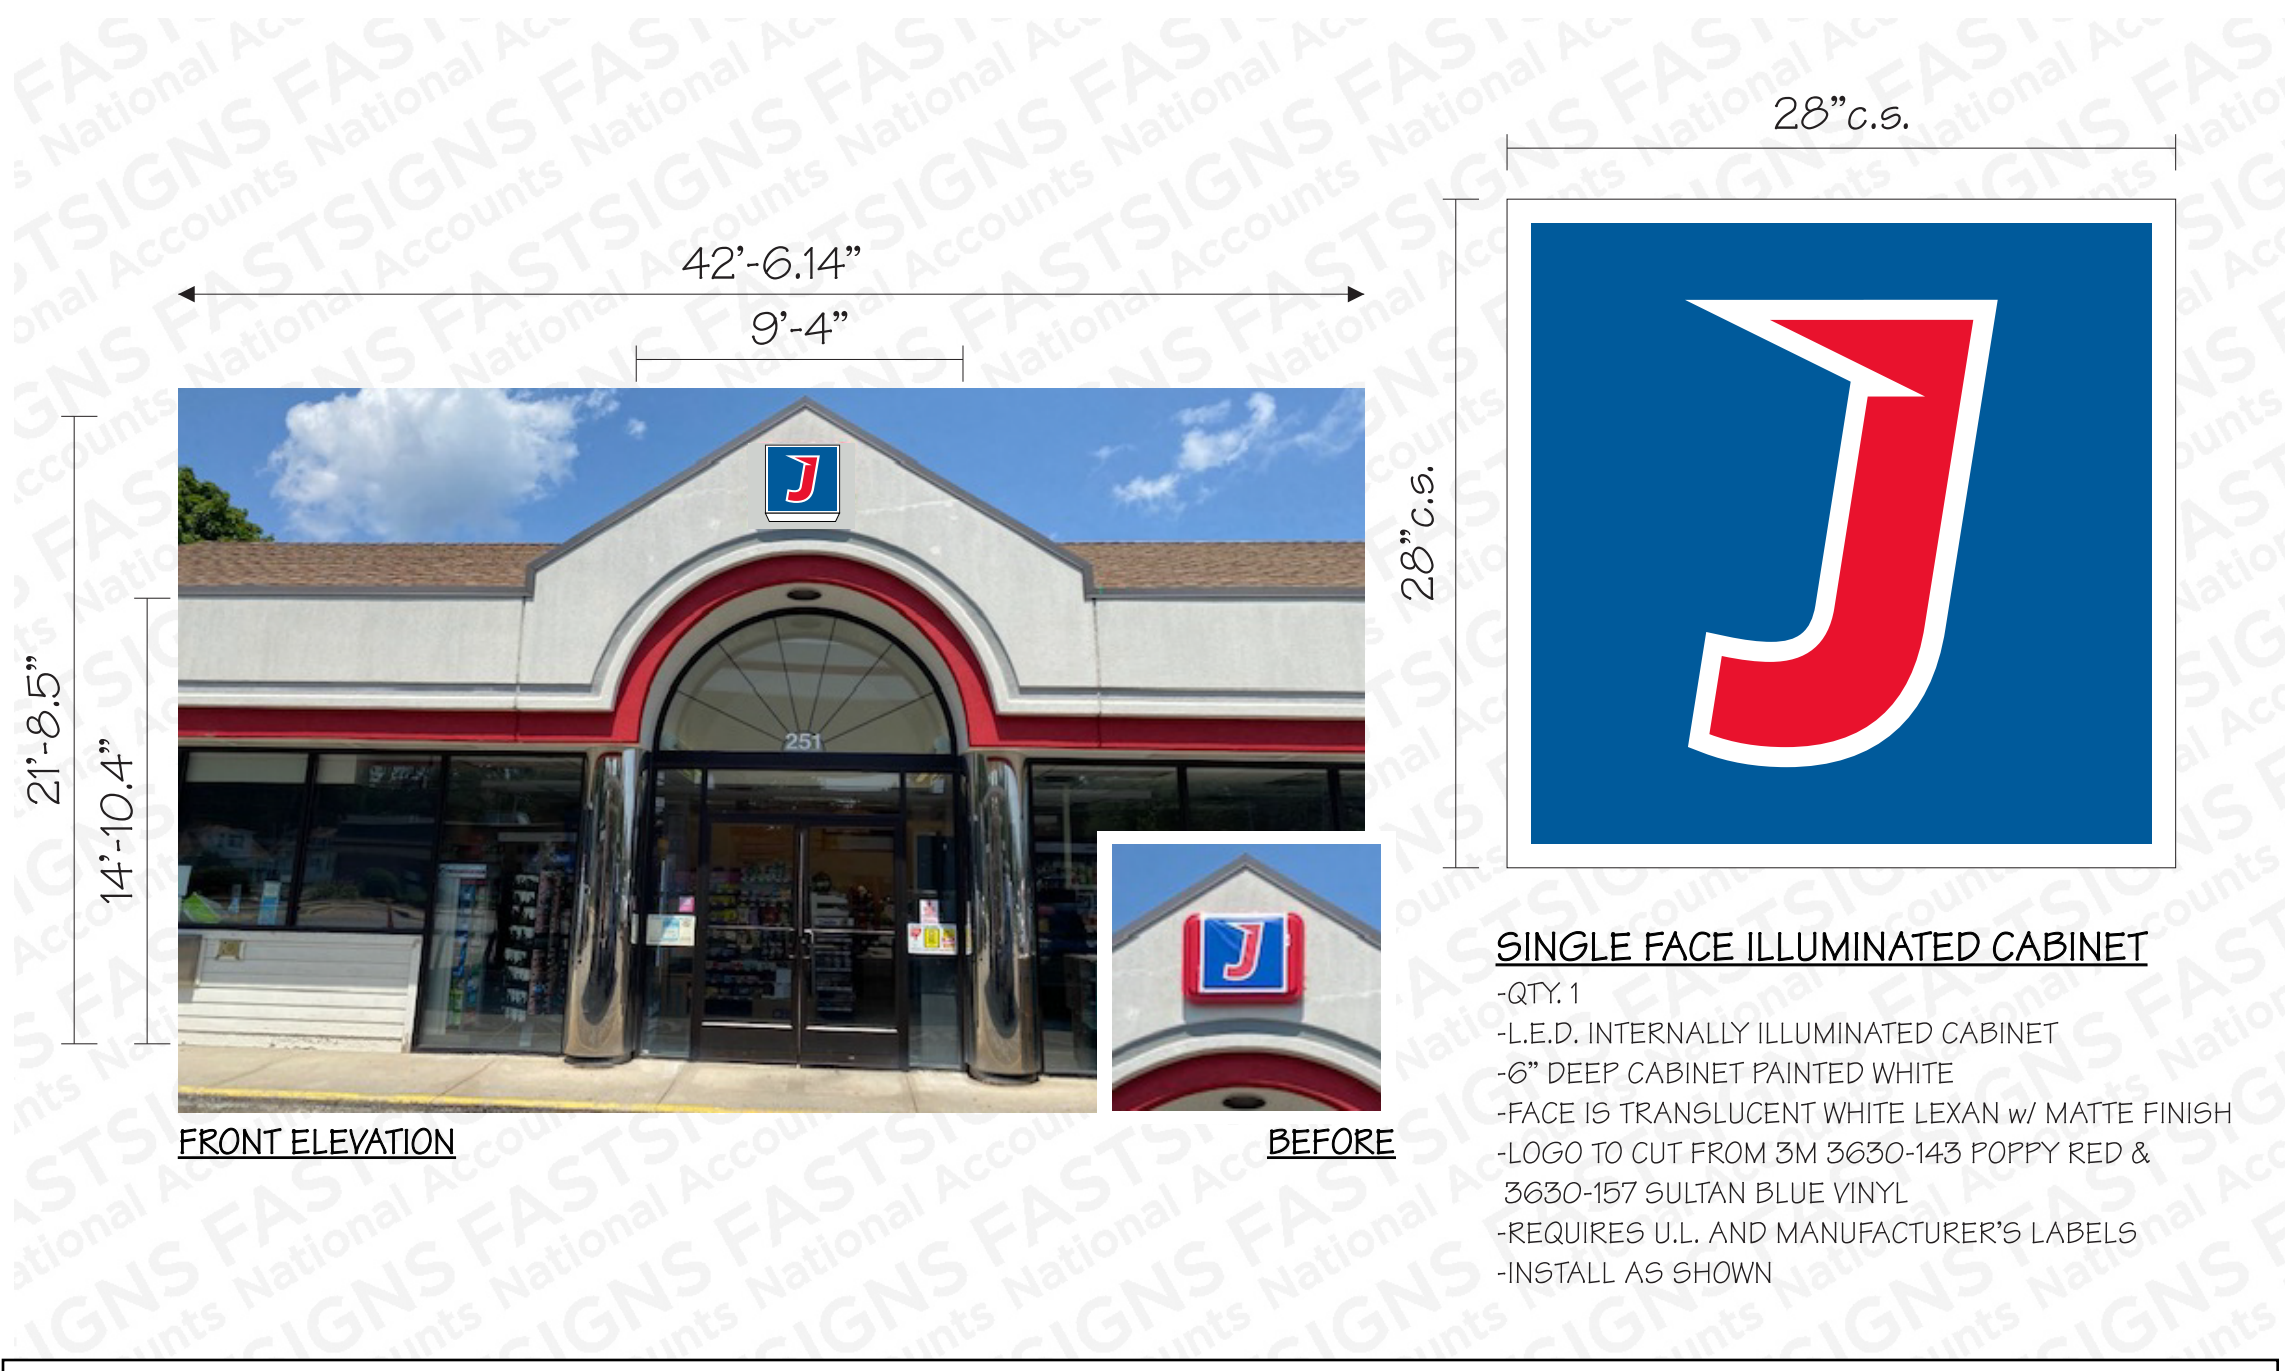 28”c.s.
42’-6.14”
9’-4”
28”c.s.
21’-8.5”
14’-10.4”
J
251
J
J
FRONT ELEVATION
BEFORE
SINGLE FACE ILLUMINATED CABINET
-QTY. 1
-L.E.D. INTERNALLY ILLUMINATED CABINET
-6” DEEP CABINET PAINTED WHITE
-FACE IS TRANSLUCENT WHITE LEXAN w/ MATTE FINISH
-LOGO TO CUT FROM 3M 3630-143 POPPY RED &
3630-157 SULTAN BLUE VINYL
-REQUIRES U.L. AND MANUFACTURER’S LABELS
-INSTALL AS SHOWN
FASTSIGNS
National Accounts